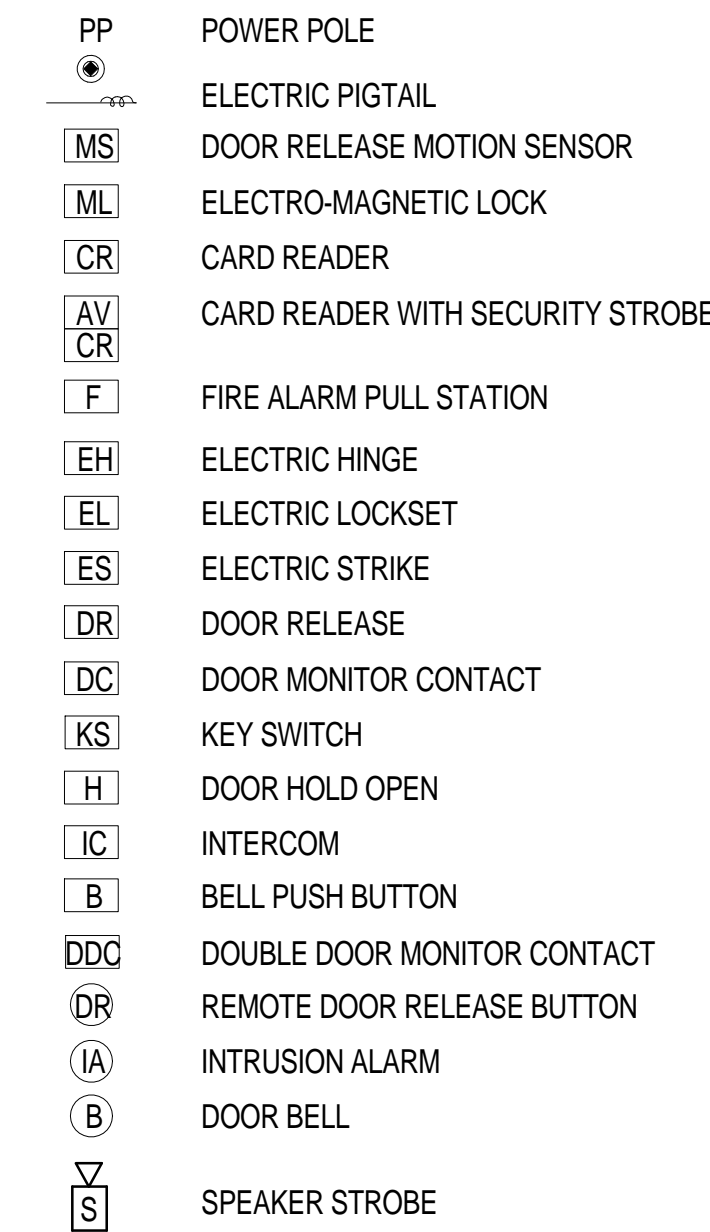 PP POWER POLE
ELECTRIC PIGTAIL
MS DOOR RELEASE MOTION SENSOR
ML ELECTRO-MAGNETIC LOCK
CR CARD READER
AV CARD READER WITH SECURITY STROBE
CR
F FIRE ALARM PULL STATION
EH ELECTRIC HINGE
EL ELECTRIC LOCKSET
ES ELECTRIC STRIKE
DR DOOR RELEASE
DC DOOR MONITOR CONTACT
KS KEY SWITCH
H DOOR HOLD OPEN
IC INTERCOM
B BELL PUSH BUTTON
DDC DOUBLE DOOR MONITOR CONTACT
DR REMOTE DOOR RELEASE BUTTON
IA INTRUSION ALARM
B DOOR BELL
S SPEAKER STROBE